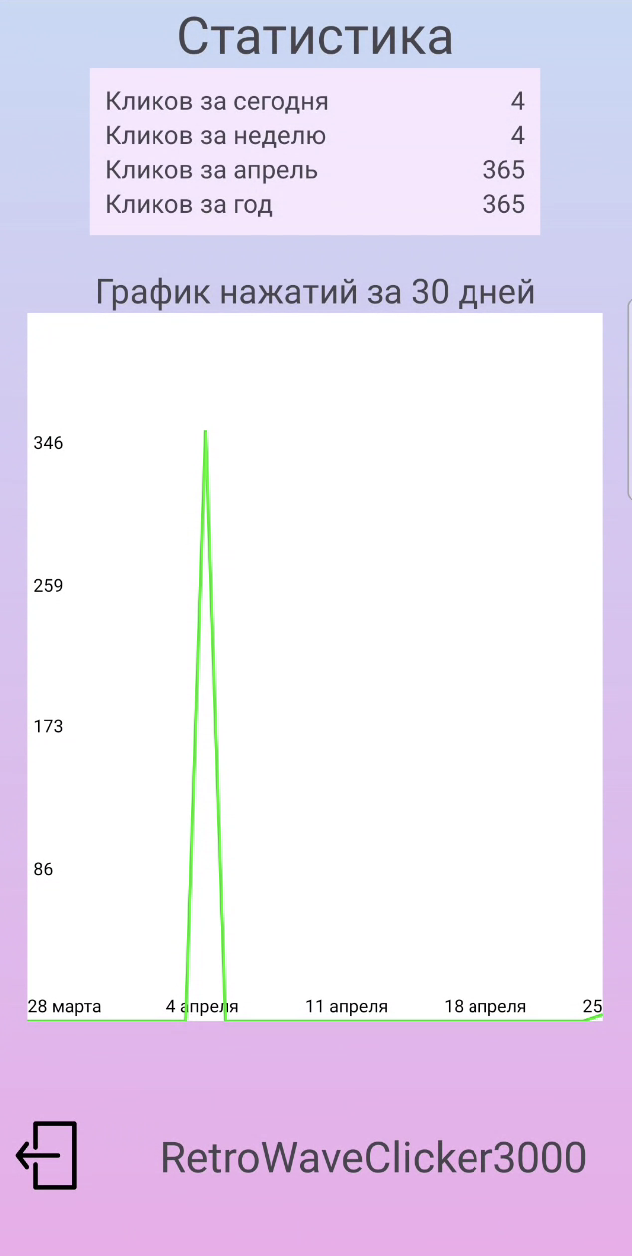 Статистика
Кликов за сегодня 4
Кликов за неделю 4
Кликов за апрель 365
Кликов за год 365
График нажатий за 30 дней
346
259
173
86
28 марта 4 апреля 11 апреля 18 апреля 25
RetroWaveClicker3000